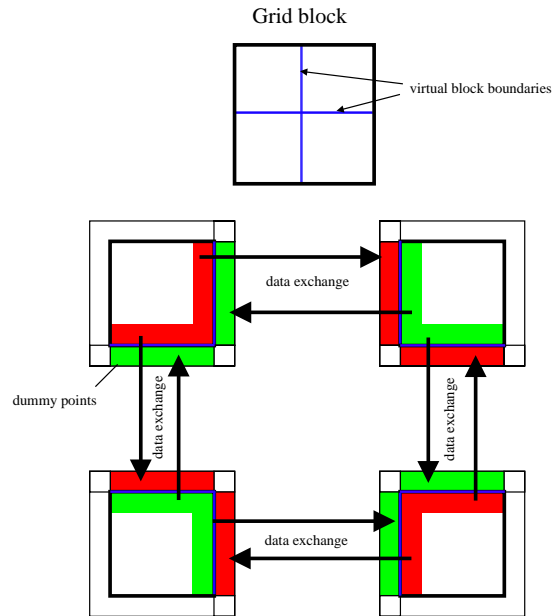 Grid block
virtual block boundaries
data exchange
dummy points
data exchange
data exchange
data exchange